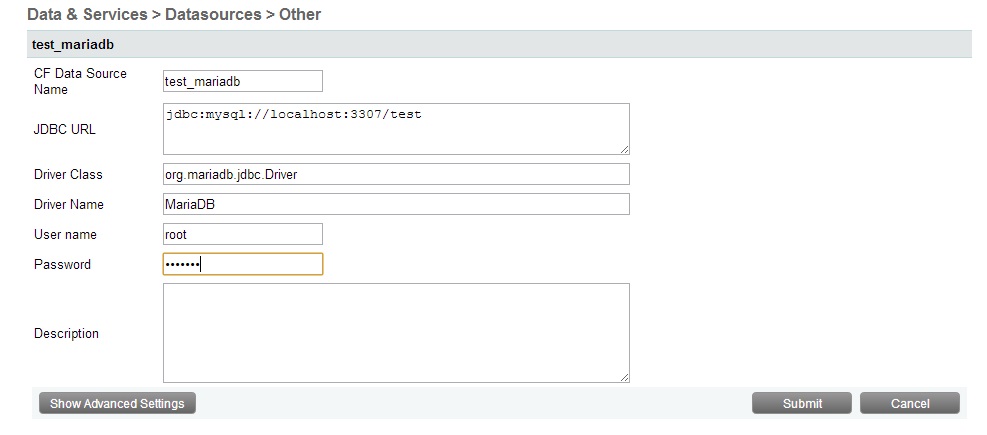 Data & Services > Datasources > Other
test_mariadb
CF Data Source
Name
test_mariadb
JDBC URL
jdbc:mysql://localhost:3307/test
Driver Class
org.mariadb.jdbc.Driver
Driver Name
MariaDB
User name
root
Password
•••••••
Description
Show Advanced Settings
Submit
Cancel